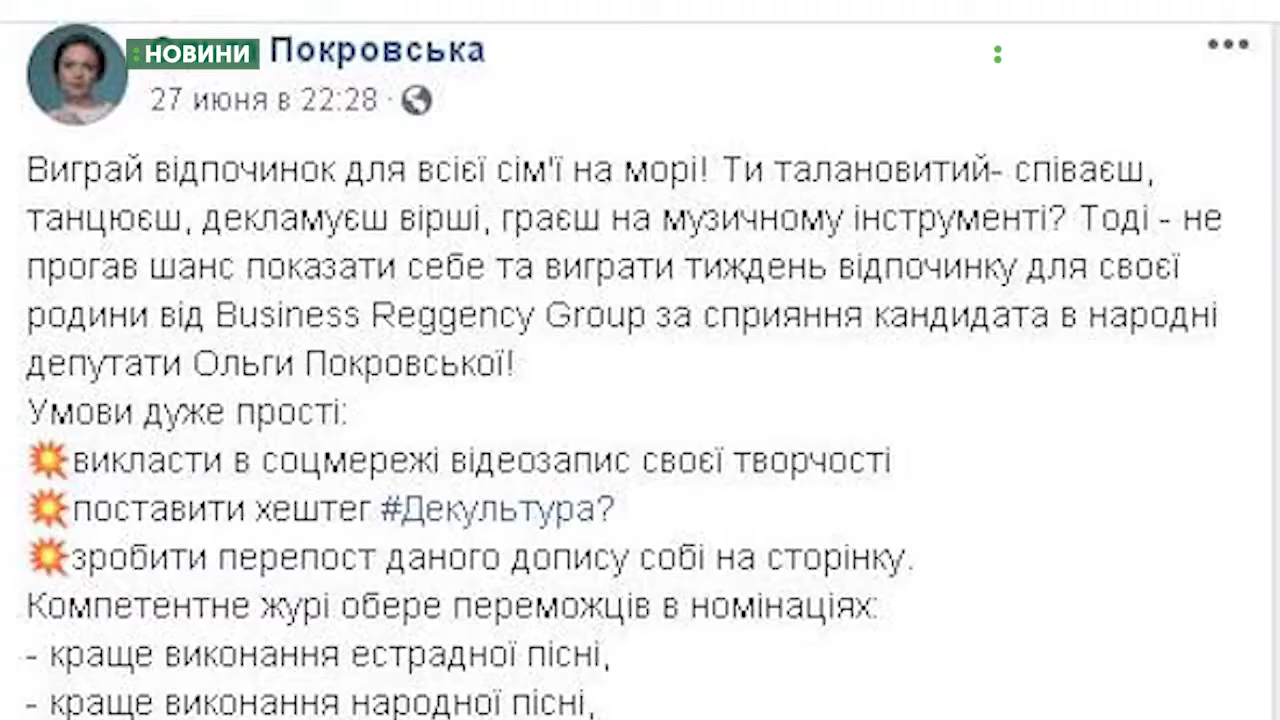 НОВИНИ
Покровська
27 июня в 22:28
Виграй відпочинок для всієї сім'ї на морі! Ти талановитий- співаєш,
танцюєш, декламуєш вірші, граєш на музичному інструменті? Тоді - не
прогав шанс показати себе та виграти тиждень відпочинку для своєї
родини від Business Reggency Group за сприяння кандидата в народні
депутати Ольги Покровської!
Умови дуже прості:
викласти в соцмережі відеозапис своєї творчості
поставити хештег #Декультура?
зробити перепост даного допису собі на сторінку.
Компетентне журі обере переможців в номінаціях:
- краще виконання естрадної пісні,
- краще виконання народної пісні,